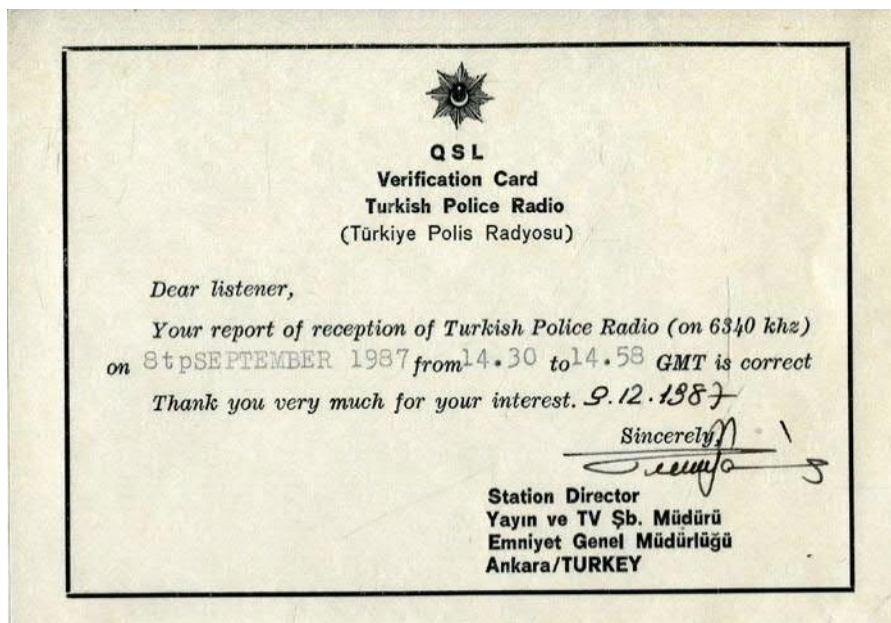 QSL
Verification Card
Turkish Police Radio
(Türkiye Polis Radyosu)
Dear listener,
Your report of reception of Turkish Police Radio (on 6340 khz)
on 8tpSEPTEMBER 1987 from 14.30 to 14.58 GMT is correct
Thank you very much for your interest. 9.12.1987
Sincerely,
Station Director
Yayın ve TV Şb. Müdürü
Emniyet Genel Müdürlüğü
Ankara/TURKEY